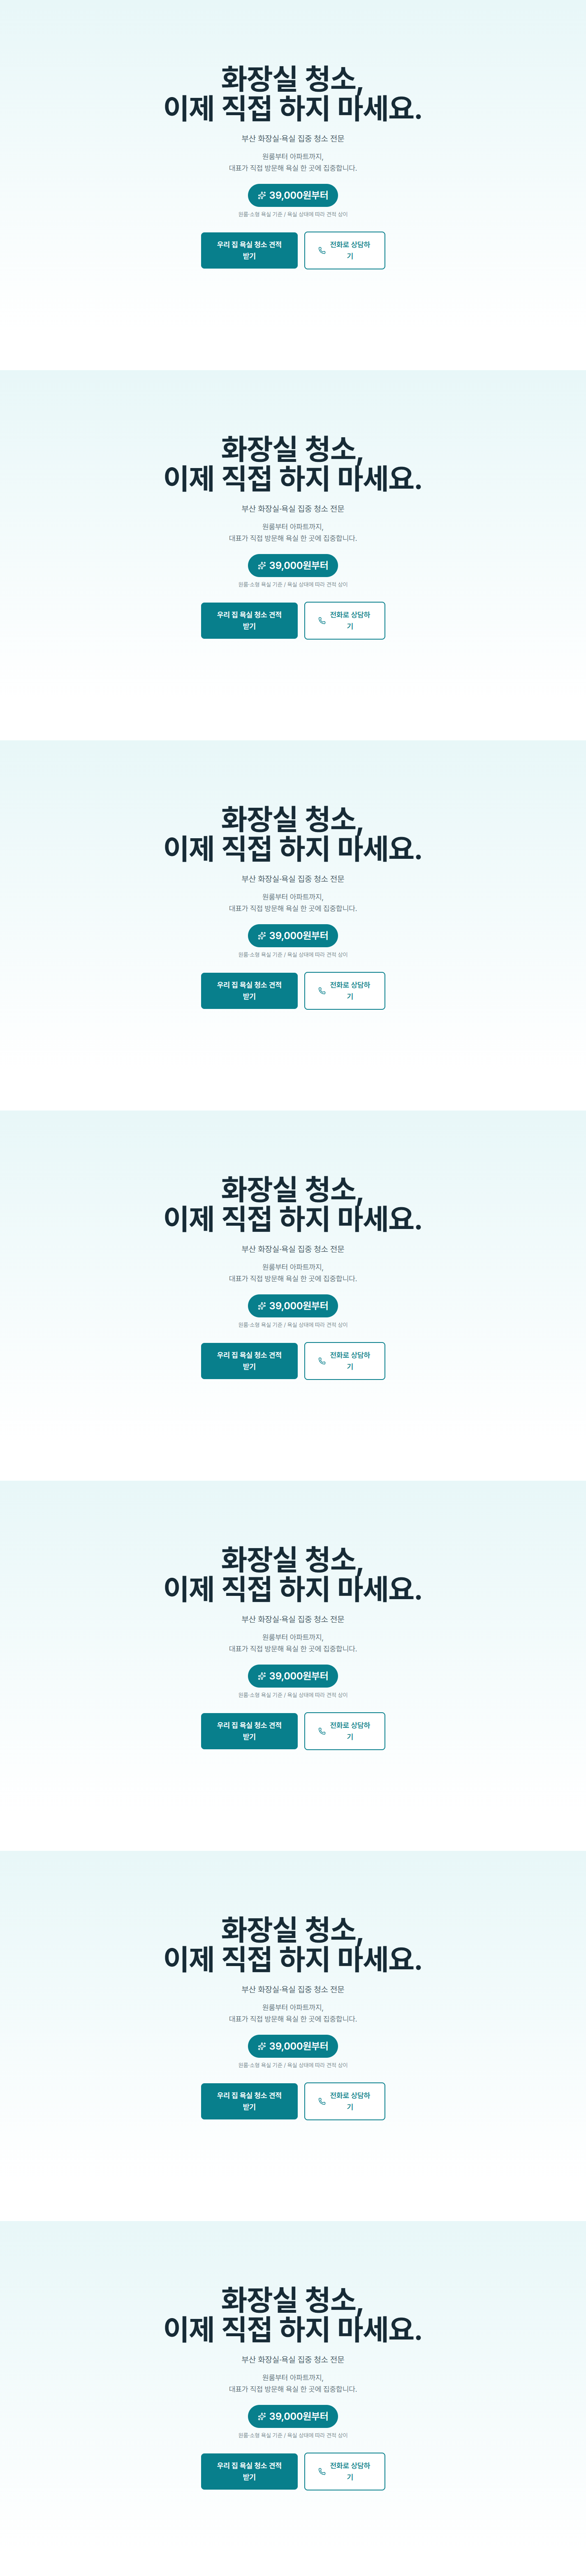 화장실 청소,
이제 직접 하지 마세요.
부산 화장실·욕실 집중 청소 전문
원룸부터 아파트까지,
대표가 직접 방문해 욕실 한 곳에 집중합니다.
39,000원부터
원룸·소형 욕실 기준 / 욕실 상태에 따라 견적 상이
우리 집 욕실 청소 견적
받기
전화로 상담하
기
화장실 청소,
이제 직접 하지 마세요.
부산 화장실·욕실 집중 청소 전문
원룸부터 아파트까지,
대표가 직접 방문해 욕실 한 곳에 집중합니다.
39,000원부터
원룸·소형 욕실 기준 / 욕실 상태에 따라 견적 상이
우리 집 욕실 청소 견적
받기
전화로 상담하
기
화장실 청소,
이제 직접 하지 마세요.
부산 화장실·욕실 집중 청소 전문
원룸부터 아파트까지,
대표가 직접 방문해 욕실 한 곳에 집중합니다.
39,000원부터
원룸·소형 욕실 기준 / 욕실 상태에 따라 견적 상이
우리 집 욕실 청소 견적
받기
전화로 상담하
기
화장실 청소,
이제 직접 하지 마세요.
부산 화장실·욕실 집중 청소 전문
원룸부터 아파트까지,
대표가 직접 방문해 욕실 한 곳에 집중합니다.
39,000원부터
원룸·소형 욕실 기준 / 욕실 상태에 따라 견적 상이
우리 집 욕실 청소 견적
받기
전화로 상담하
기
화장실 청소,
이제 직접 하지 마세요.
부산 화장실·욕실 집중 청소 전문
원룸부터 아파트까지,
대표가 직접 방문해 욕실 한 곳에 집중합니다.
39,000원부터
원룸·소형 욕실 기준 / 욕실 상태에 따라 견적 상이
우리 집 욕실 청소 견적
받기
전화로 상담하
기
화장실 청소,
이제 직접 하지 마세요.
부산 화장실·욕실 집중 청소 전문
원룸부터 아파트까지,
대표가 직접 방문해 욕실 한 곳에 집중합니다.
39,000원부터
원룸·소형 욕실 기준 / 욕실 상태에 따라 견적 상이
우리 집 욕실 청소 견적
받기
전화로 상담하
기
화장실 청소,
이제 직접 하지 마세요.
부산 화장실·욕실 집중 청소 전문
원룸부터 아파트까지,
대표가 직접 방문해 욕실 한 곳에 집중합니다.
39,000원부터
원룸·소형 욕실 기준 / 욕실 상태에 따라 견적 상이
우리 집 욕실 청소 견적
받기
전화로 상담하
기